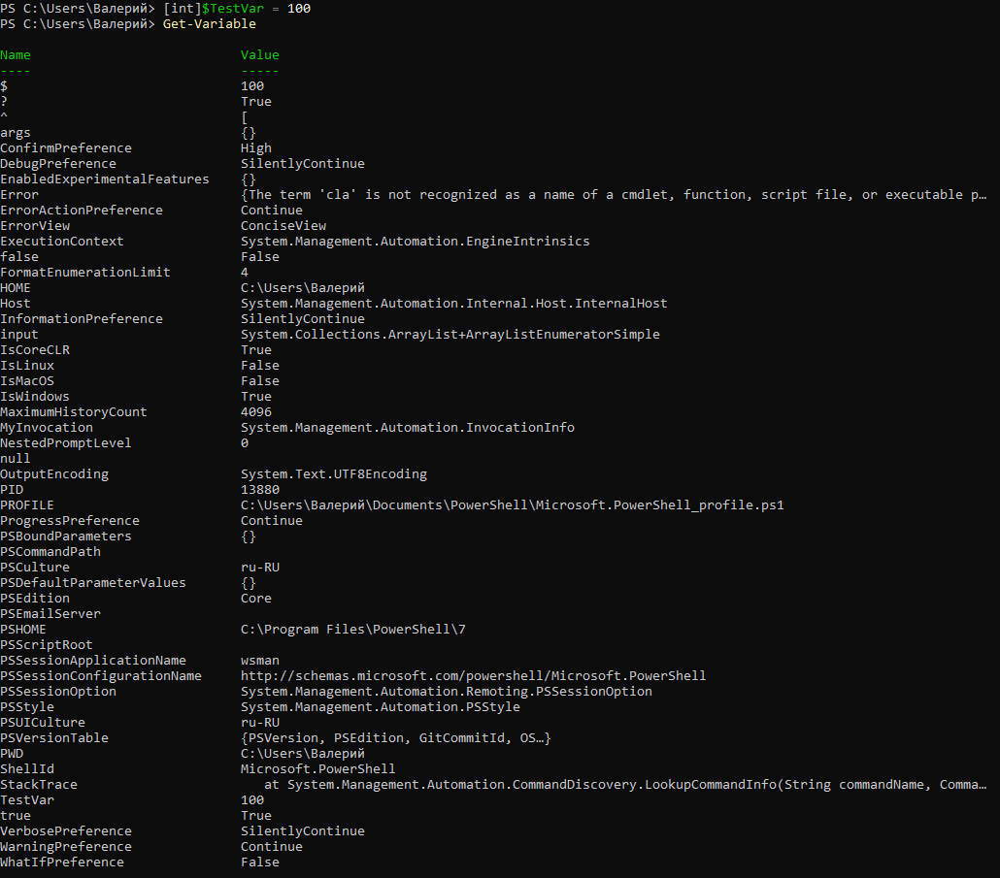 PS C:\Users\Валерий> [int]$TestVar = 100
PS C:\Users\Валерий> Get-Variable
Name Value
---- -----
$ 100
? True
^ [
args {}
ConfirmPreference High
DebugPreference SilentlyContinue
EnabledExperimentalFeatures {}
Error {The term 'cla' is not recognized as a name of a cmdlet, function, script file, or executable p…
ErrorActionPreference Continue
ErrorView ConciseView
ExecutionContext System.Management.Automation.EngineIntrinsics
false False
FormatEnumerationLimit 4
HOME C:\Users\Валерий
Host System.Management.Automation.Internal.Host.InternalHost
InformationPreference SilentlyContinue
input System.Collections.ArrayList+ArrayListEnumeratorSimple
IsCoreCLR True
IsLinux False
IsMacOS False
IsWindows True
MaximumHistoryCount 4096
MyInvocation System.Management.Automation.InvocationInfo
NestedPromptLevel 0
null
OutputEncoding System.Text.UTF8Encoding
PID 13880
PROFILE C:\Users\Валерий\Documents\PowerShell\Microsoft.PowerShell_profile.ps1
ProgressPreference Continue
PSBoundParameters {}
PSCommandPath
PSCulture ru-RU
PSDefaultParameterValues {}
PSEdition Core
PSEmailServer
PSHOME C:\Program Files\PowerShell\7
PSScriptRoot
PSSessionApplicationName wsman
PSSessionConfigurationName http://schemas.microsoft.com/powershell/Microsoft.PowerShell
PSSessionOption System.Management.Automation.Remoting.PSSessionOption
PSStyle System.Management.Automation.PSStyle
PSUICulture ru-RU
PSVersionTable {PSVersion, PSEdition, GitCommitId, OS…}
PWD C:\Users\Валерий
ShellId Microsoft.PowerShell
StackTrace at System.Management.Automation.CommandDiscovery.LookupCommandInfo(String commandName, Comma…
TestVar 100
true True
VerbosePreference SilentlyContinue
WarningPreference Continue
WhatIfPreference False